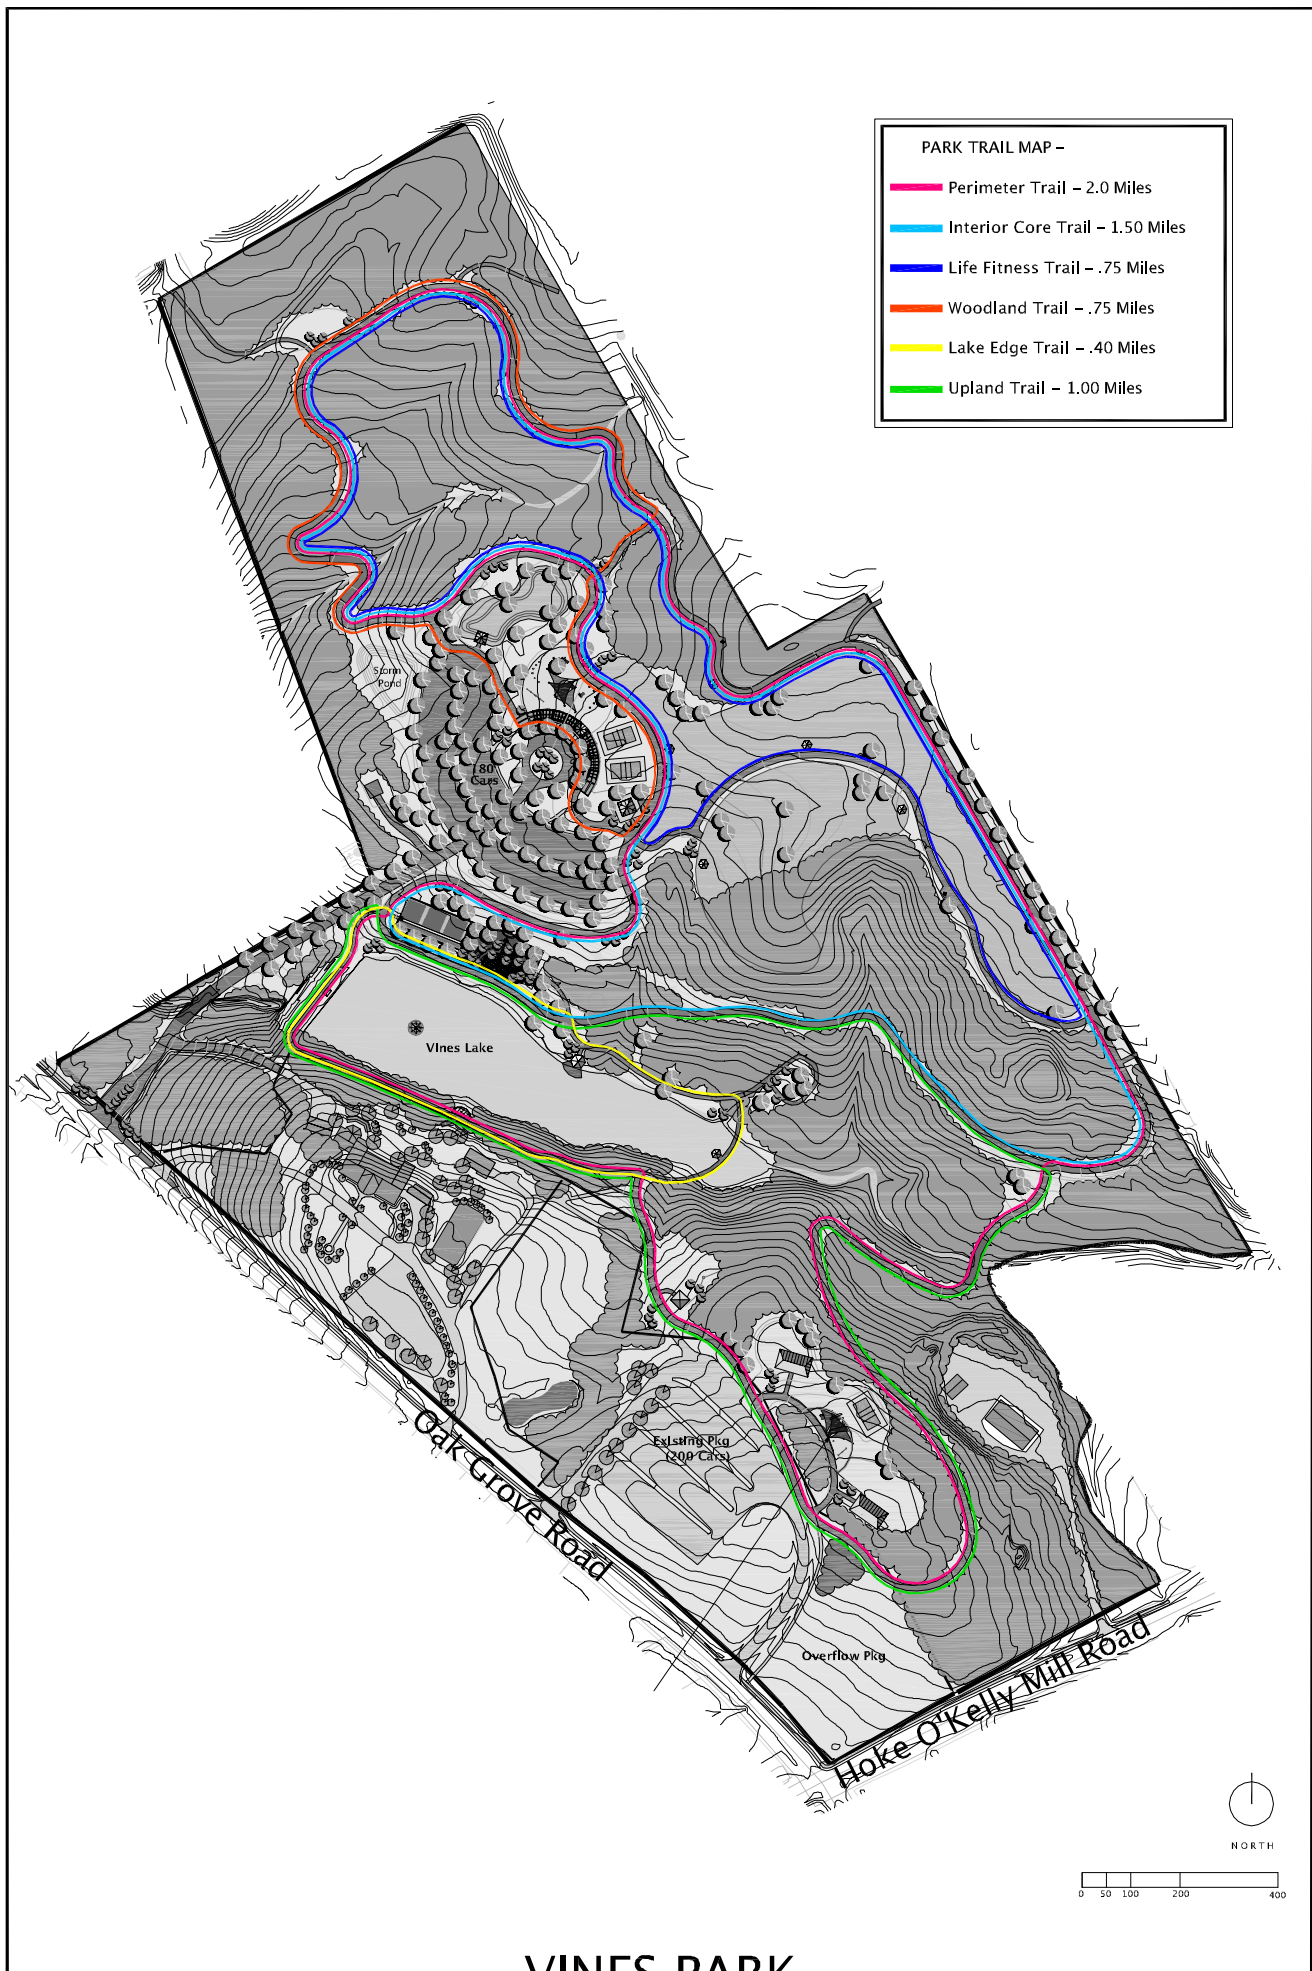 PARK TRAIL MAP –
Perimeter Trail – 2.0 Miles
Interior Core Trail – 1.50 Miles
Life Fitness Trail – .75 Miles
Woodland Trail – .75 Miles
Lake Edge Trail – .40 Miles
Upland Trail – 1.00 Miles
Storm
Pond
80
Cars
Vines Lake
Existing Pkg
(200 Cars)
Oak Grove Road
Overflow Pkg
Hoke O'Kelly Mill Road
NORTH
0 50 100 200 400
VINES PARK